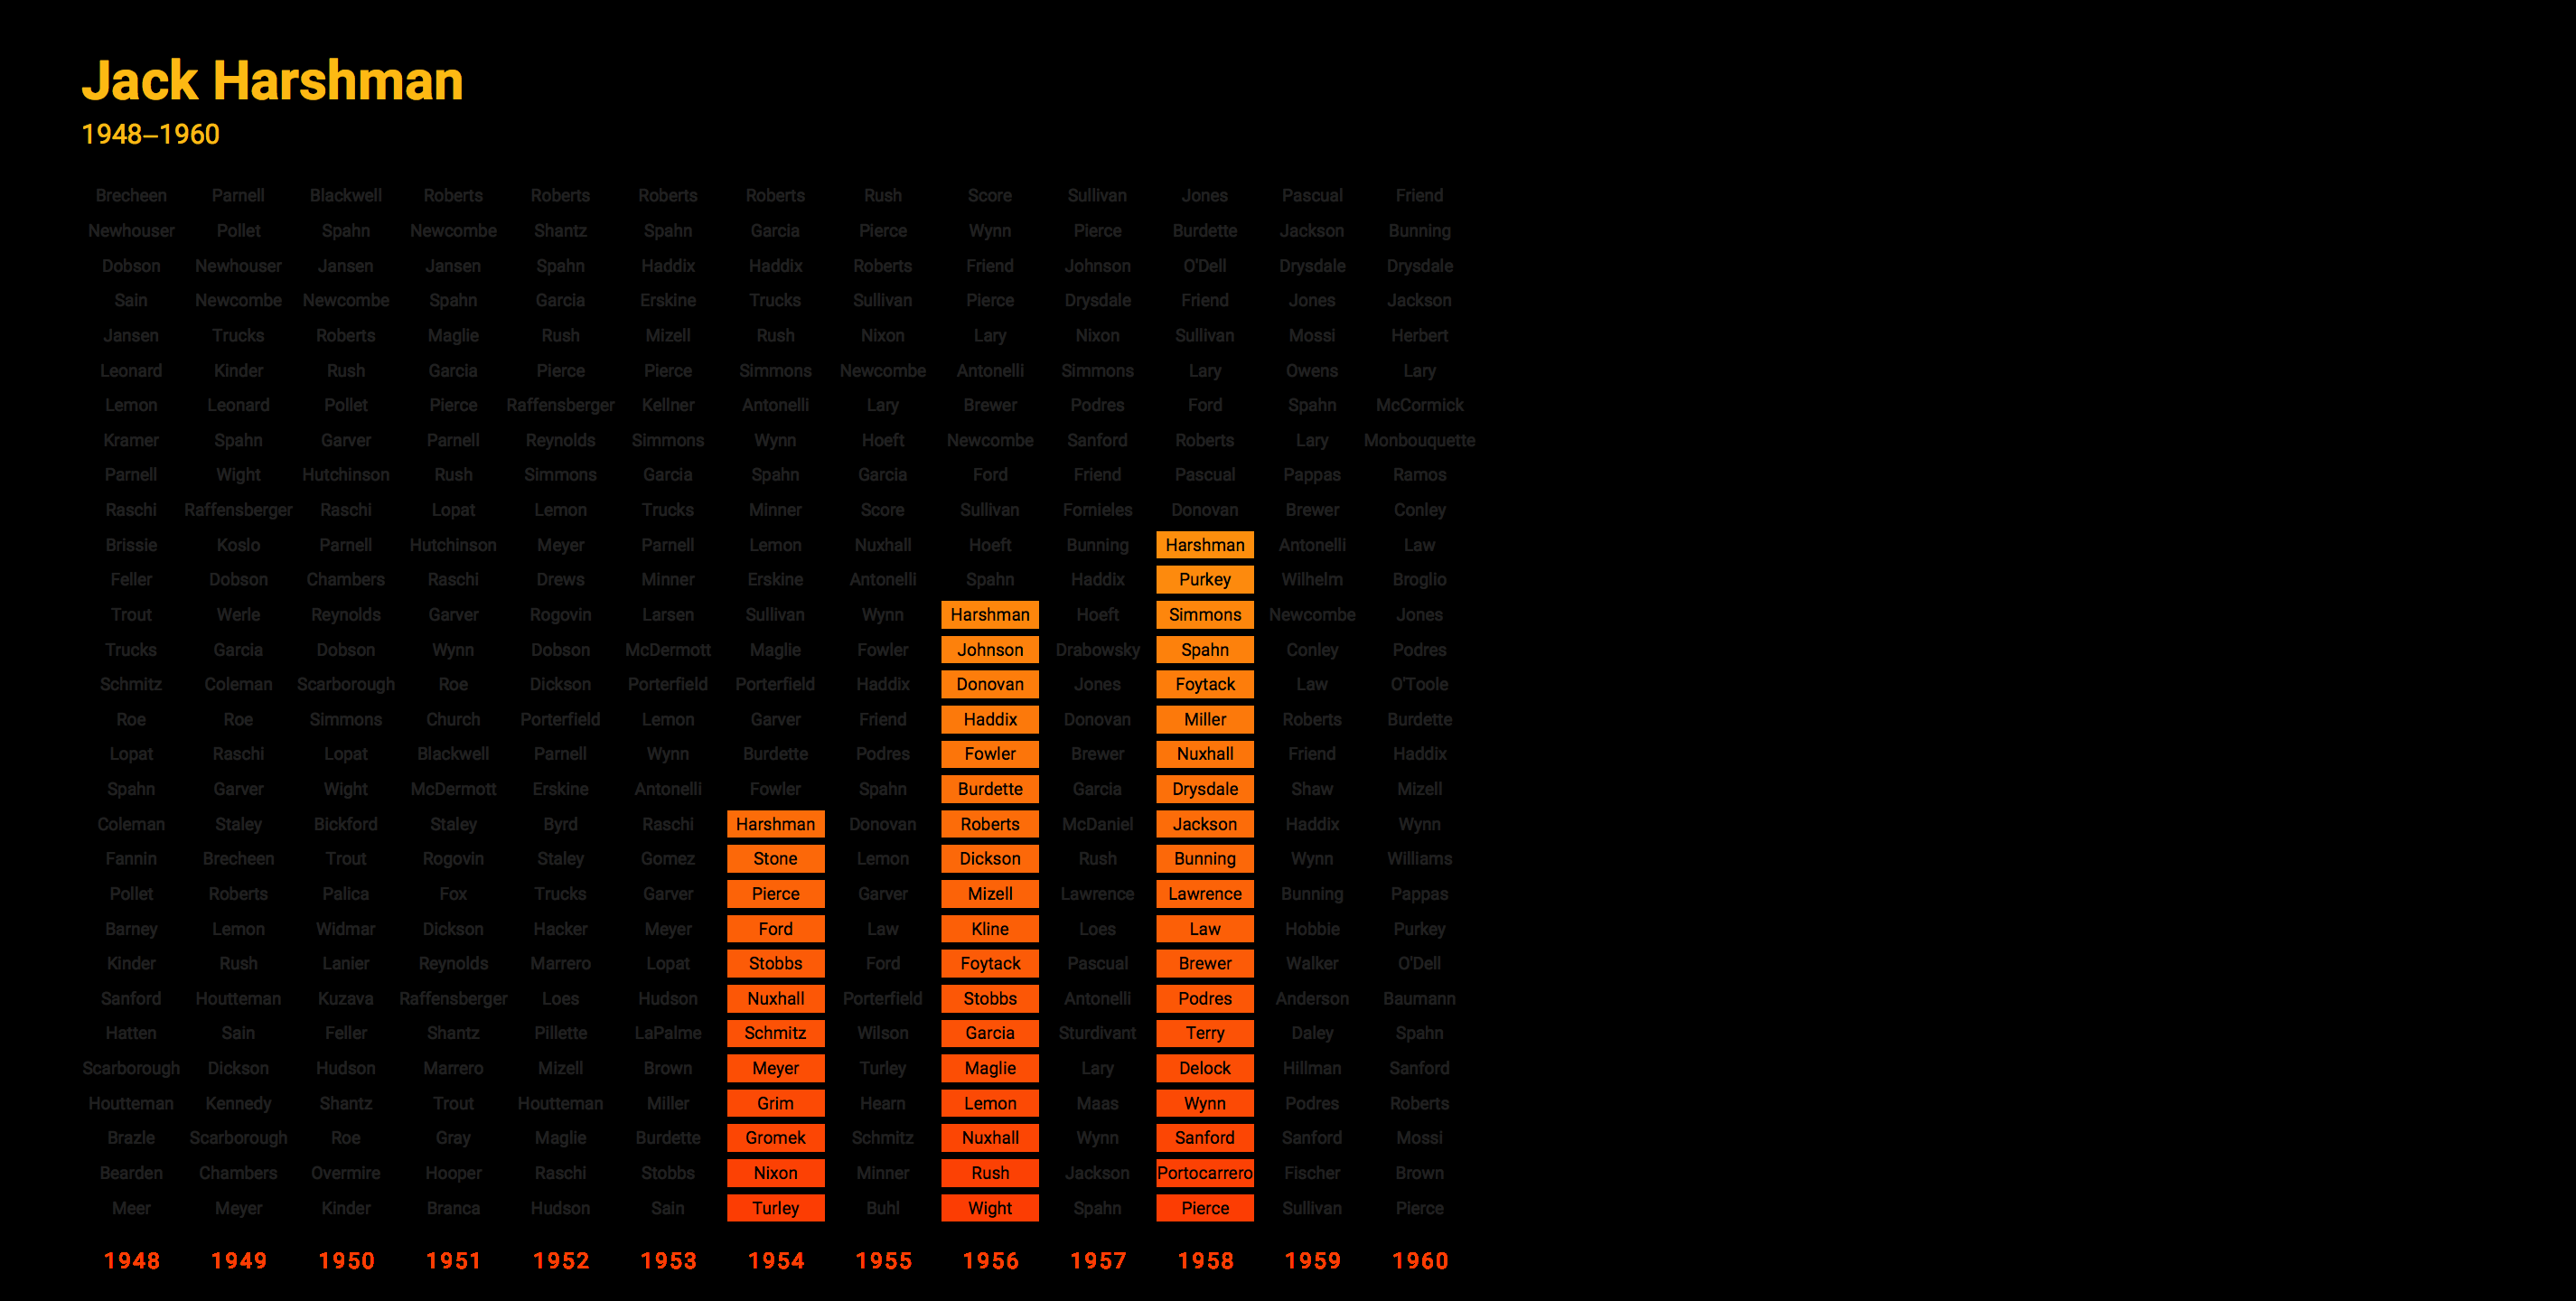 Jack Harshman
1948–1960
Brecheen Parnell Blackwell Roberts Roberts Roberts Roberts Rush Score Sullivan Jones Pascual Friend
Newhouser Pollet Spahn Newcombe Shantz Spahn Garcia Pierce Wynn Pierce Burdette Jackson Bunning
Dobson Newhouser Jansen Jansen Spahn Haddix Haddix Roberts Friend Johnson O'Dell Drysdale Drysdale
Sain Newcombe Newcombe Spahn Garcia Erskine Trucks Sullivan Pierce Drysdale Friend Jones Jackson
Jansen Trucks Roberts Maglie Rush Mizell Rush Nixon Lary Nixon Sullivan Mossi Herbert
Leonard Kinder Rush Garcia Pierce Pierce Simmons Newcombe Antonelli Simmons Lary Owens Lary
Lemon Leonard Pollet Pierce Raffensberger Kellner Antonelli Lary Brewer Podres Ford Spahn McCormick
Kramer Spahn Garver Parnell Reynolds Simmons Wynn Hoeft Newcombe Sanford Roberts Lary Monbouquette
Parnell Wight Hutchinson Rush Simmons Garcia Spahn Garcia Ford Friend Pascual Pappas Ramos
Raschi Raffensberger Raschi Lopat Lemon Trucks Minner Score Sullivan Fornieles Donovan Brewer Conley
Brissie Koslo Parnell Hutchinson Meyer Parnell Lemon Nuxhall Hoeft Bunning Harshman Antonelli Law
Feller Dobson Chambers Raschi Drews Minner Erskine Antonelli Spahn Haddix Purkey Wilhelm Broglio
Trout Werle Reynolds Garver Rogovin Larsen Sullivan Wynn Harshman Hoeft Simmons Newcombe Jones
Trucks Garcia Dobson Wynn Dobson McDermott Maglie Fowler Johnson Drabowsky Spahn Conley Podres
Schmitz Coleman Scarborough Roe Dickson Porterfield Porterfield Haddix Donovan Jones Foytack Law O'Toole
Roe Roe Simmons Church Porterfield Lemon Garver Friend Haddix Donovan Miller Roberts Burdette
Lopat Raschi Lopat Blackwell Parnell Wynn Burdette Podres Fowler Brewer Nuxhall Friend Haddix
Spahn Garver Wight McDermott Erskine Antonelli Fowler Spahn Burdette Garcia Drysdale Shaw Mizell
Coleman Staley Bickford Staley Byrd Raschi Harshman Donovan Roberts McDaniel Jackson Haddix Wynn
Fannin Brecheen Trout Rogovin Staley Gomez Stone Lemon Dickson Rush Bunning Wynn Williams
Pollet Roberts Palica Fox Trucks Garver Pierce Garver Mizell Lawrence Lawrence Bunning Pappas
Barney Lemon Widmar Dickson Hacker Meyer Ford Law Kline Loes Law Hobbie Purkey
Kinder Rush Lanier Reynolds Marrero Lopat Stobbs Ford Foytack Pascual Brewer Walker O'Dell
Sanford Houtteman Kuzava Raffensberger Loes Hudson Nuxhall Porterfield Stobbs Antonelli Podres Anderson Baumann
Hatten Sain Feller Shantz Pillette LaPalme Schmitz Wilson Garcia Sturdivant Terry Daley Spahn
Scarborough Dickson Hudson Marrero Mizell Brown Meyer Turley Maglie Lary Delock Hillman Sanford
Houtteman Kennedy Shantz Trout Houtteman Miller Grim Hearn Lemon Maas Wynn Podres Roberts
Brazle Scarborough Roe Gray Maglie Burdette Gromek Schmitz Nuxhall Wynn Sanford Sanford Mossi
Bearden Chambers Overmire Hooper Raschi Stobbs Nixon Minner Rush Jackson Portocarrero Fischer Brown
Meer Meyer Kinder Branca Hudson Sain Turley Buhl Wight Spahn Pierce Sullivan Pierce
1948 1949 1950 1951 1952 1953 1954 1955 1956 1957 1958 1959 1960